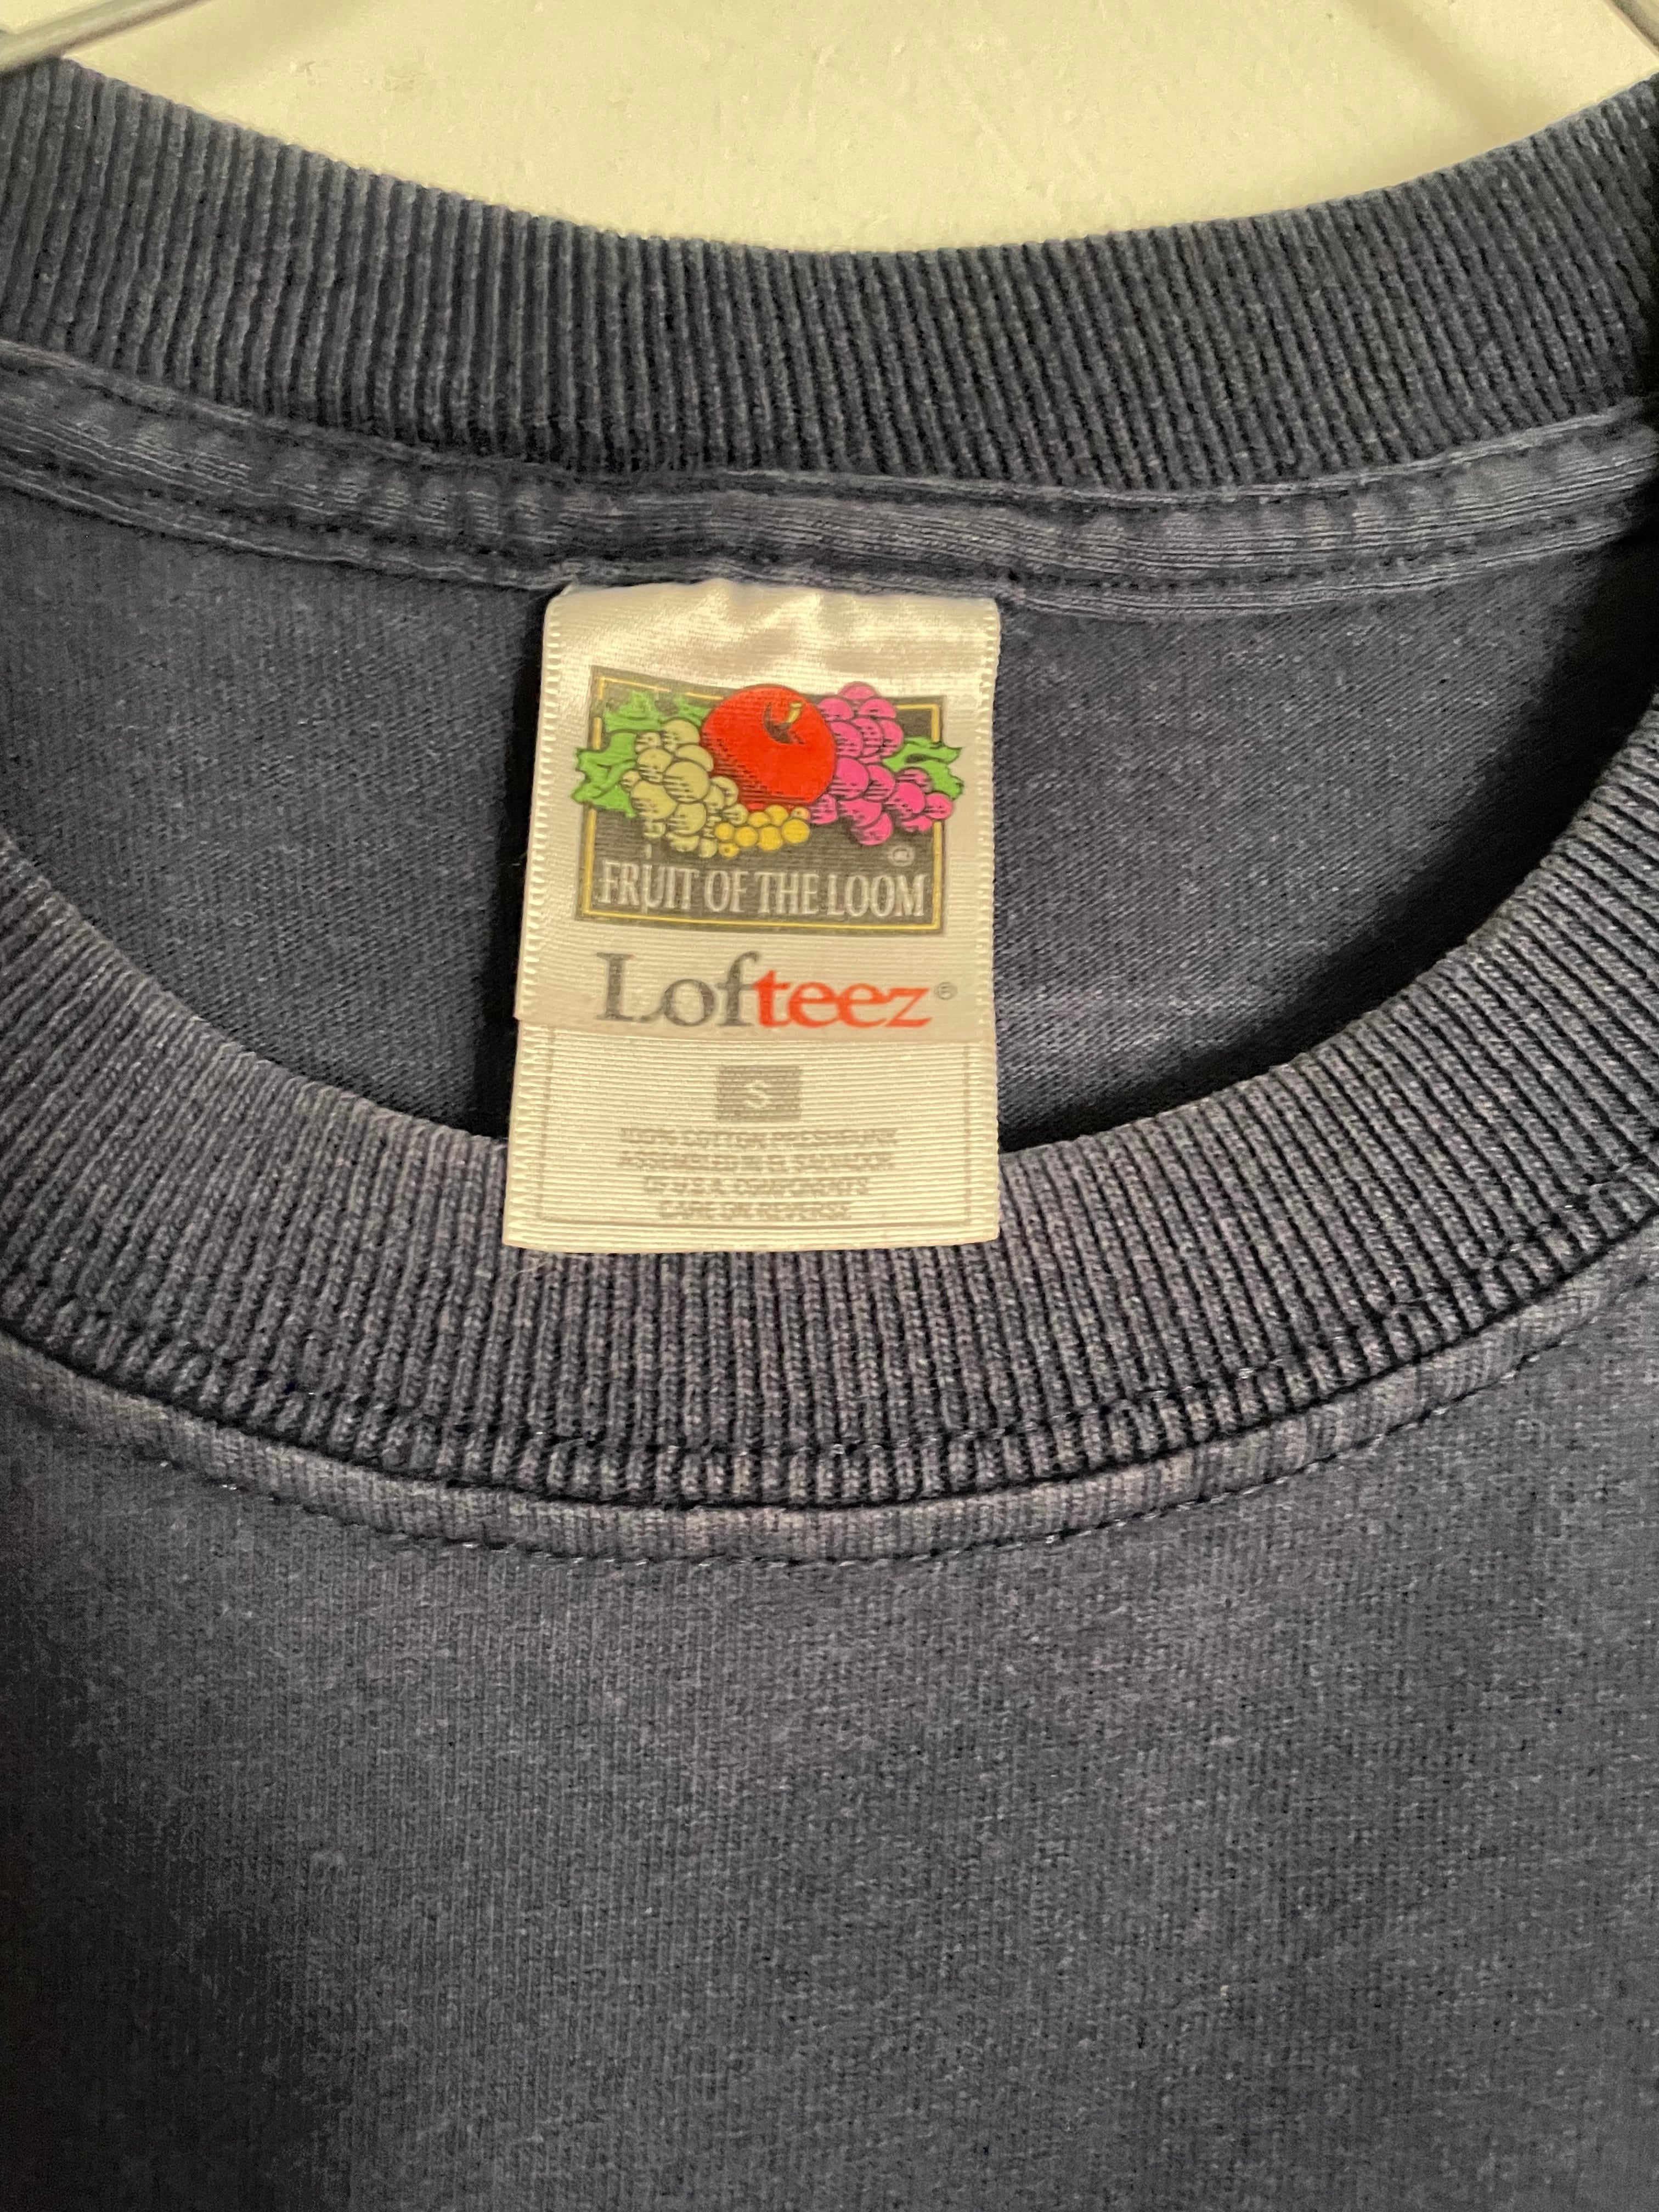 FRUIT OF THE LOOM
®
Lofteez®
S
100% COTTON PRESHRUNK
ASSEMBLED IN EL SALVADOR
OF U.S.A. COMPONENTS
CARE ON REVERSE